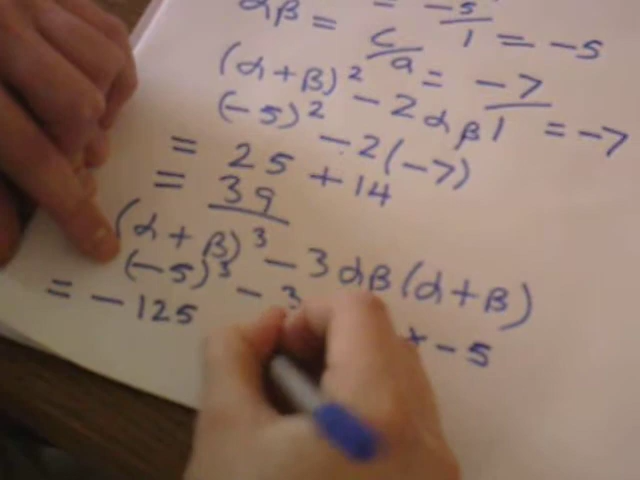 = -5/1 = -5
αβ = c/a = -7/1 = -7
(α+β)² - 2αβ
(-5)² - 2(-7)
= 25 + 14
= 39
(α+β)³ - 3αβ(α+β)
(-5)³ - 3 × -5
= -125